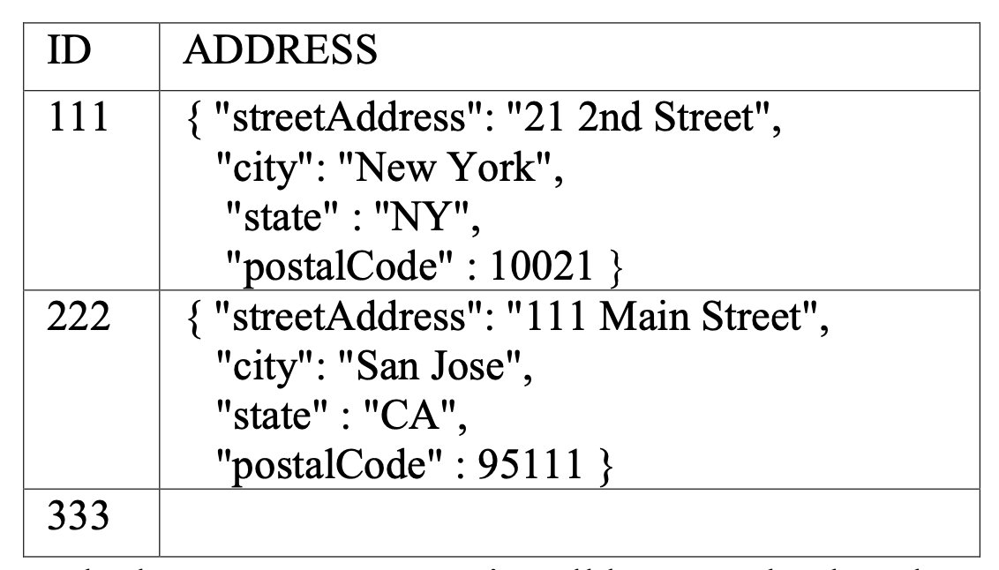 ID ADDRESS
111 { "streetAddress": "21 2nd Street",
"city": "New York",
"state" : "NY",
"postalCode" : 10021 }
222 { "streetAddress": "111 Main Street",
"city": "San Jose",
"state" : "CA",
"postalCode" : 95111 }
333